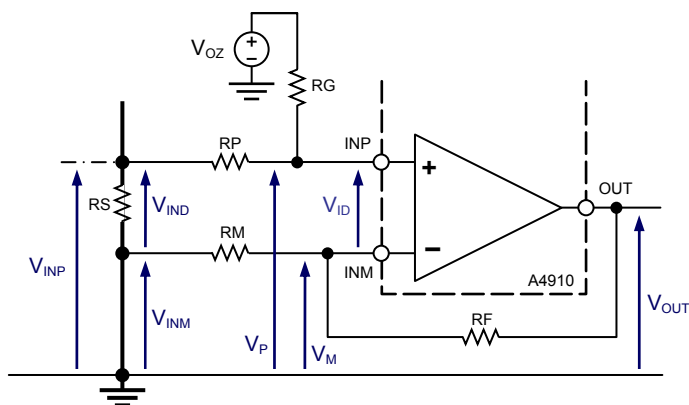 VOZ
+
−
RG
RP
INP
+
OUT
RS
VIND
VID
RM
−
INM
A4910
VINP
VINM
VP
VM
RF
VOUT